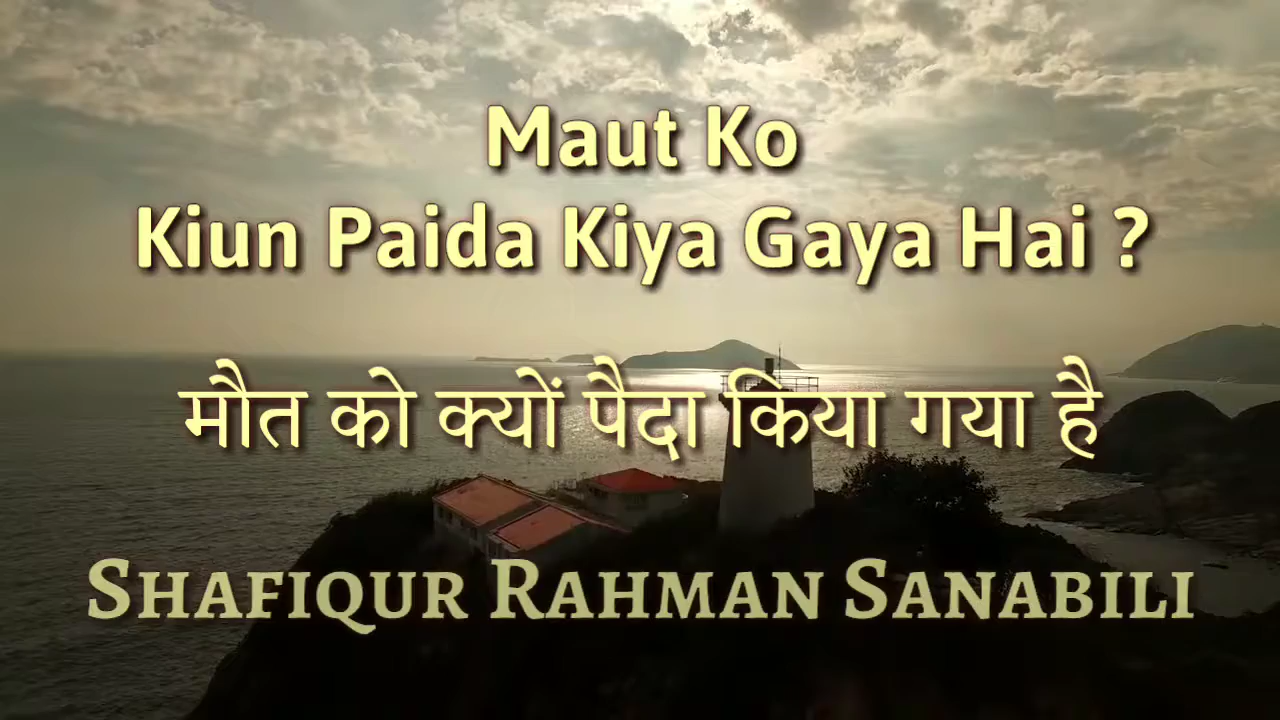 Maut Ko
Kiun Paida Kiya Gaya Hai ?
मौत को क्यों पैदा किया गया है
Shafiqur Rahman Sanabili